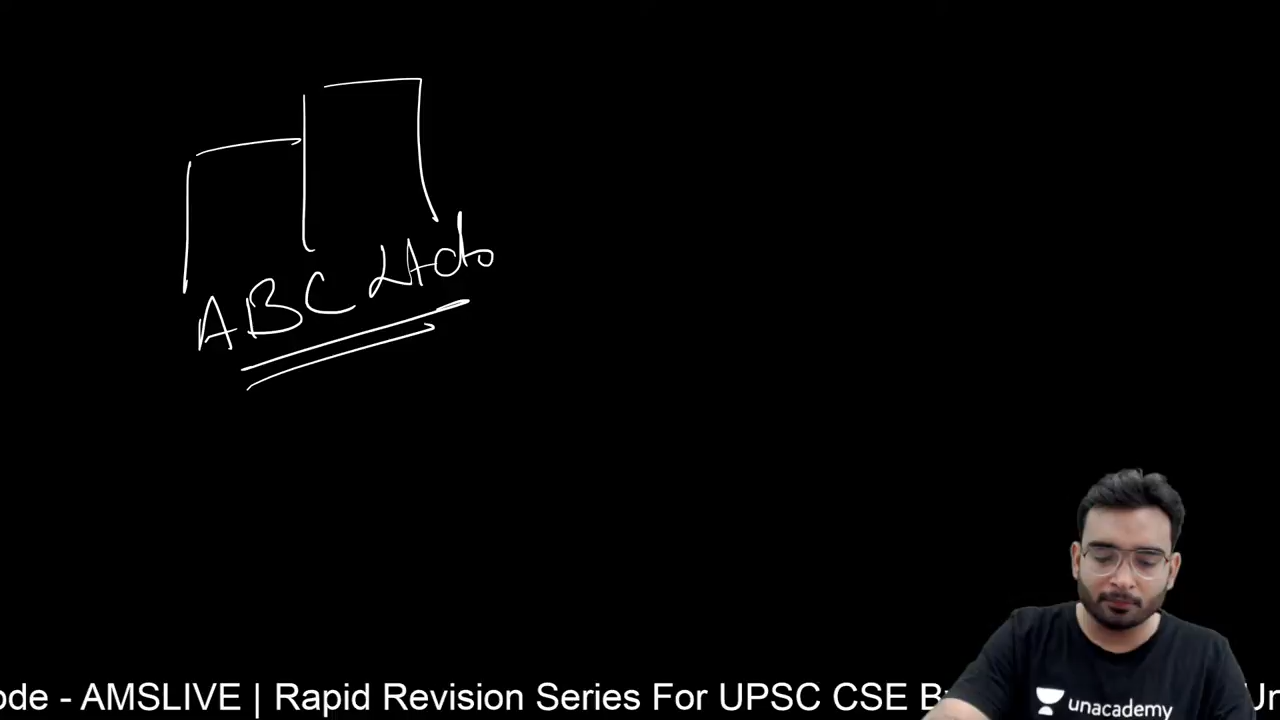 ABC Ltd.
unacademy
ode - AMSLIVE | Rapid Revision Series For UPSC CSE B